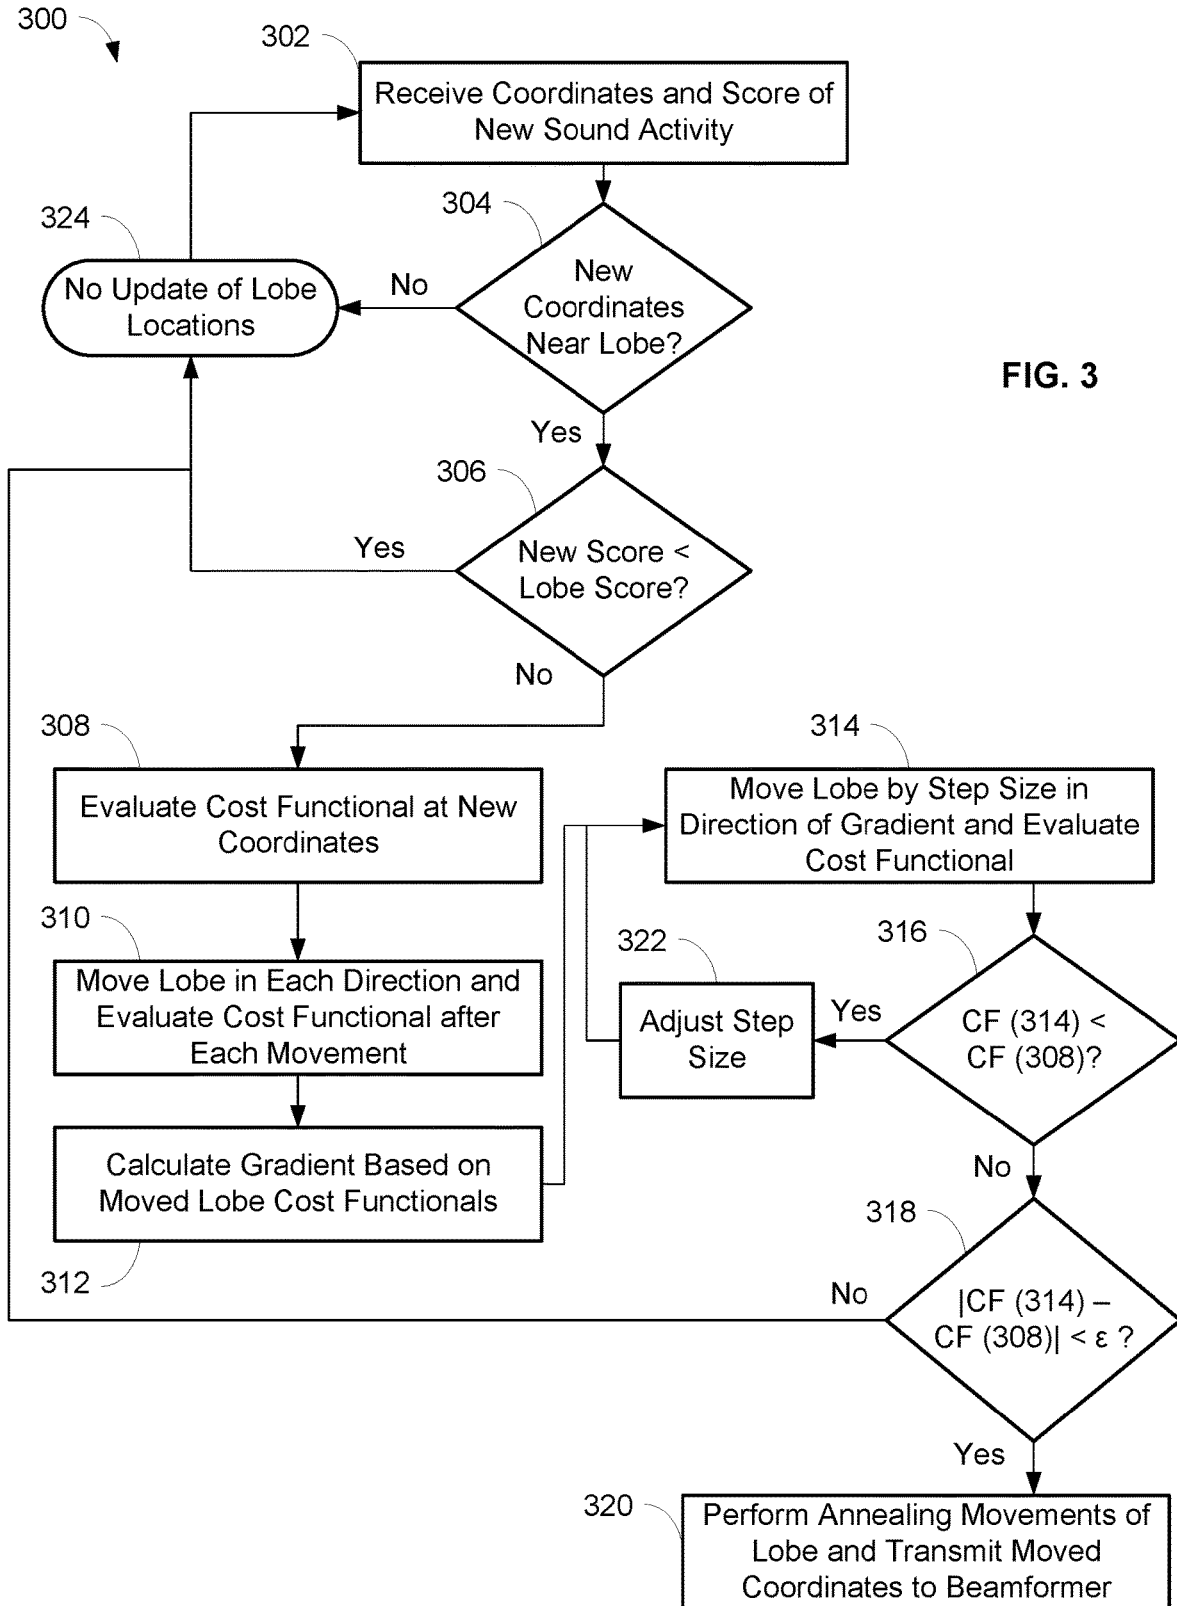 300
302
Receive Coordinates and Score of
New Sound Activity
304
324
New
Coordinates
Near Lobe?
No
No Update of Lobe
Locations
FIG. 3
Yes
306
New Score <
Lobe Score?
Yes
No
308
Evaluate Cost Functional at New
Coordinates
310
Move Lobe in Each Direction and
Evaluate Cost Functional after
Each Movement
Calculate Gradient Based on
Moved Lobe Cost Functionals
312
314
Move Lobe by Step Size in
Direction of Gradient and Evaluate
Cost Functional
316
CF (314) <
CF (308)?
Yes
322
Adjust Step
Size
No
318
|CF (314) –
CF (308)| < ε ?
No
Yes
320
Perform Annealing Movements of
Lobe and Transmit Moved
Coordinates to Beamformer